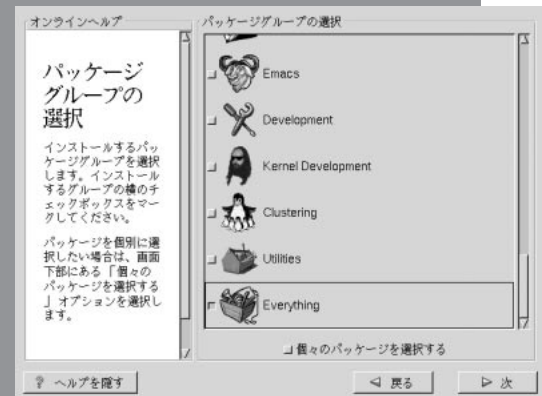 オンラインヘルプ
パッケージ
グループの
選択
インストールするパッ
ケージグループを選択
します。インストール
するグループの横のチ
ェックボックスをマー
クしてください。
パッケージを個別に選
択したい場合は、画面
下部にある「個々の
パッケージを選択する
」オプションを選択し
ます。
パッケージグループの選択
Emacs
Development
Kernel Development
Clustering
Utilities
Everything
個々のパッケージを選択する
? ヘルプを隠す
戻る
次